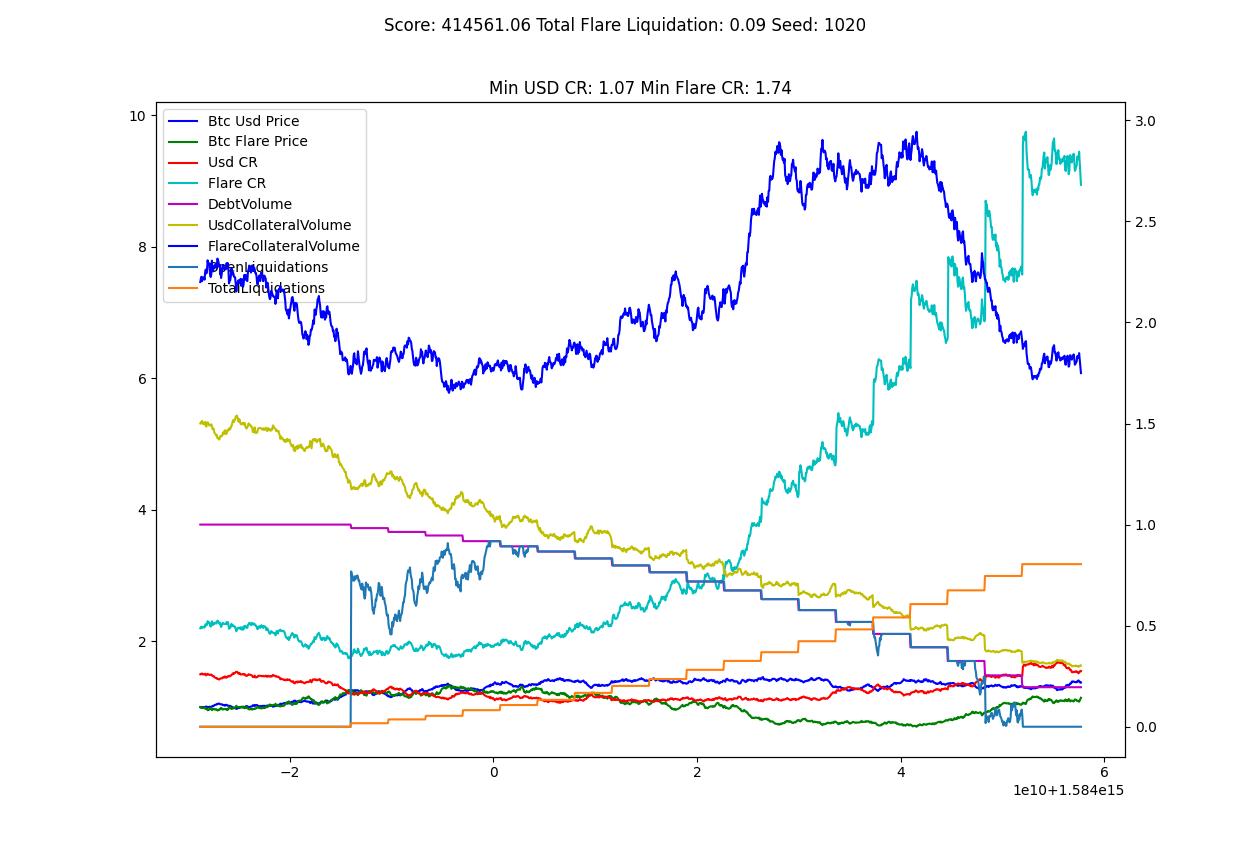 Score: 414561.06 Total Flare Liquidation: 0.09 Seed: 1020
Min USD CR: 1.07 Min Flare CR: 1.74
Btc Usd Price
Btc Flare Price
Usd CR
Flare CR
DebtVolume
UsdCollateralVolume
FlareCollateralVolume
OpenLiquidations
TotalLiquidations
10
8
6
4
2
3.0
2.5
2.0
1.5
1.0
0.5
0.0
−2
0
2
4
6
1e10+1.584e15